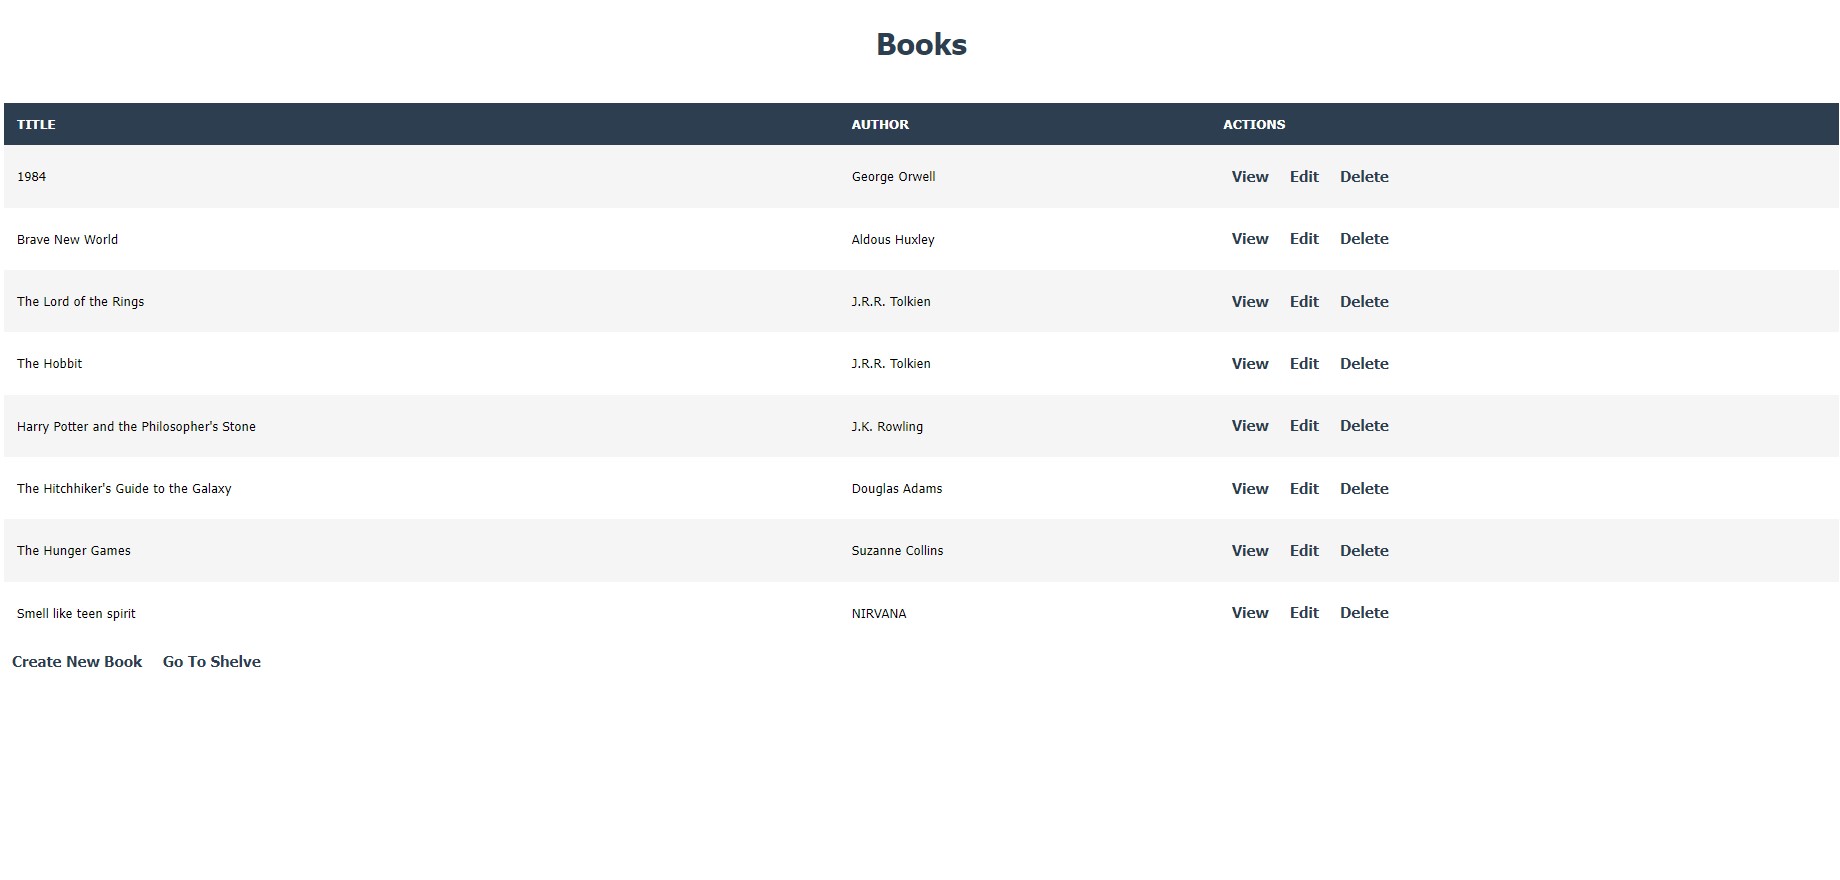 Books
TITLE AUTHOR ACTIONS
1984 George Orwell View Edit Delete
Brave New World Aldous Huxley View Edit Delete
The Lord of the Rings J.R.R. Tolkien View Edit Delete
The Hobbit J.R.R. Tolkien View Edit Delete
Harry Potter and the Philosopher's Stone J.K. Rowling View Edit Delete
The Hitchhiker's Guide to the Galaxy Douglas Adams View Edit Delete
The Hunger Games Suzanne Collins View Edit Delete
Smell like teen spirit NIRVANA View Edit Delete
Create New Book Go To Shelve